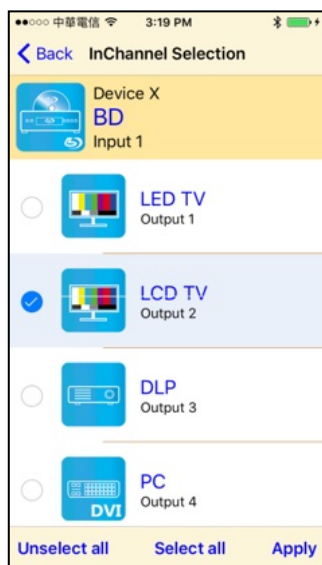 中華電信 3:19 PM
Back InChannel Selection
Device X
BD
Input 1
LED TV
Output 1
LCD TV
Output 2
DLP
Output 3
PC
Output 4
DVI
Unselect all Select all Apply